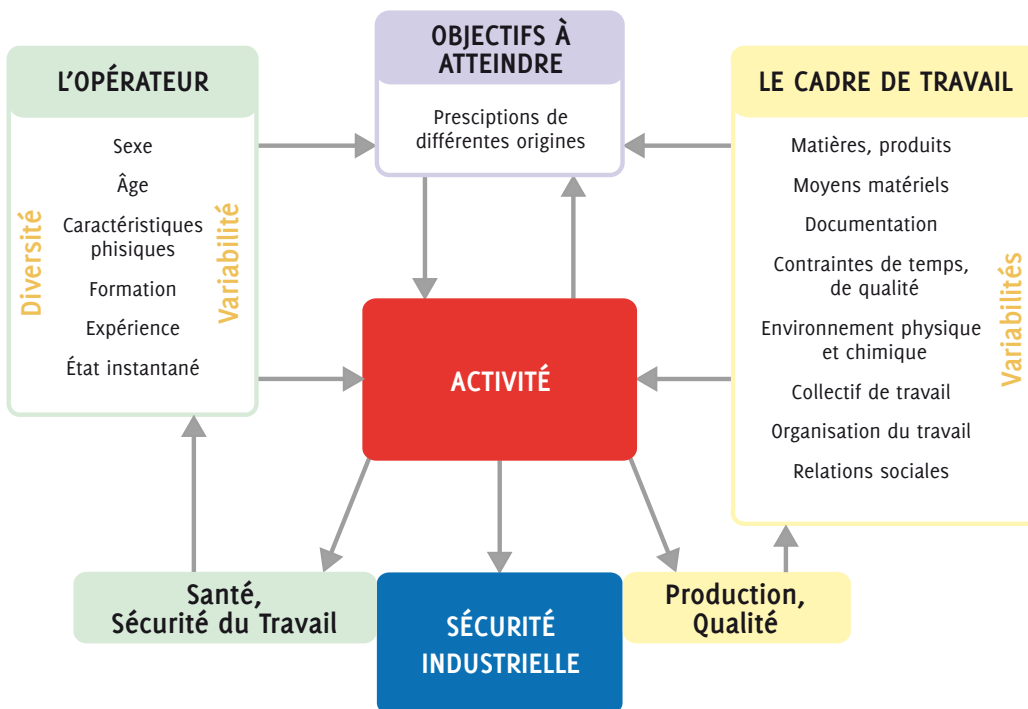 L'OPÉRATEUR
Sexe
Âge
Caractéristiques
phisiques
Formation
Expérience
État instantané
Diversité
Variabilité
OBJECTIFS À
ATTEINDRE
Presciptions de
différentes origines
LE CADRE DE TRAVAIL
Matières, produits
Moyens matériels
Documentation
Contraintes de temps,
de qualité
Environnement physique
et chimique
Collectif de travail
Organisation du travail
Relations sociales
Variabilités
ACTIVITÉ
Santé,
Sécurité du Travail
SÉCURITÉ
INDUSTRIELLE
Production,
Qualité